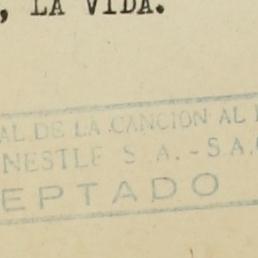 , LA VIDA.
AL DE LA CANCION AL
NESTLE S A. - S.A.
EPTADO